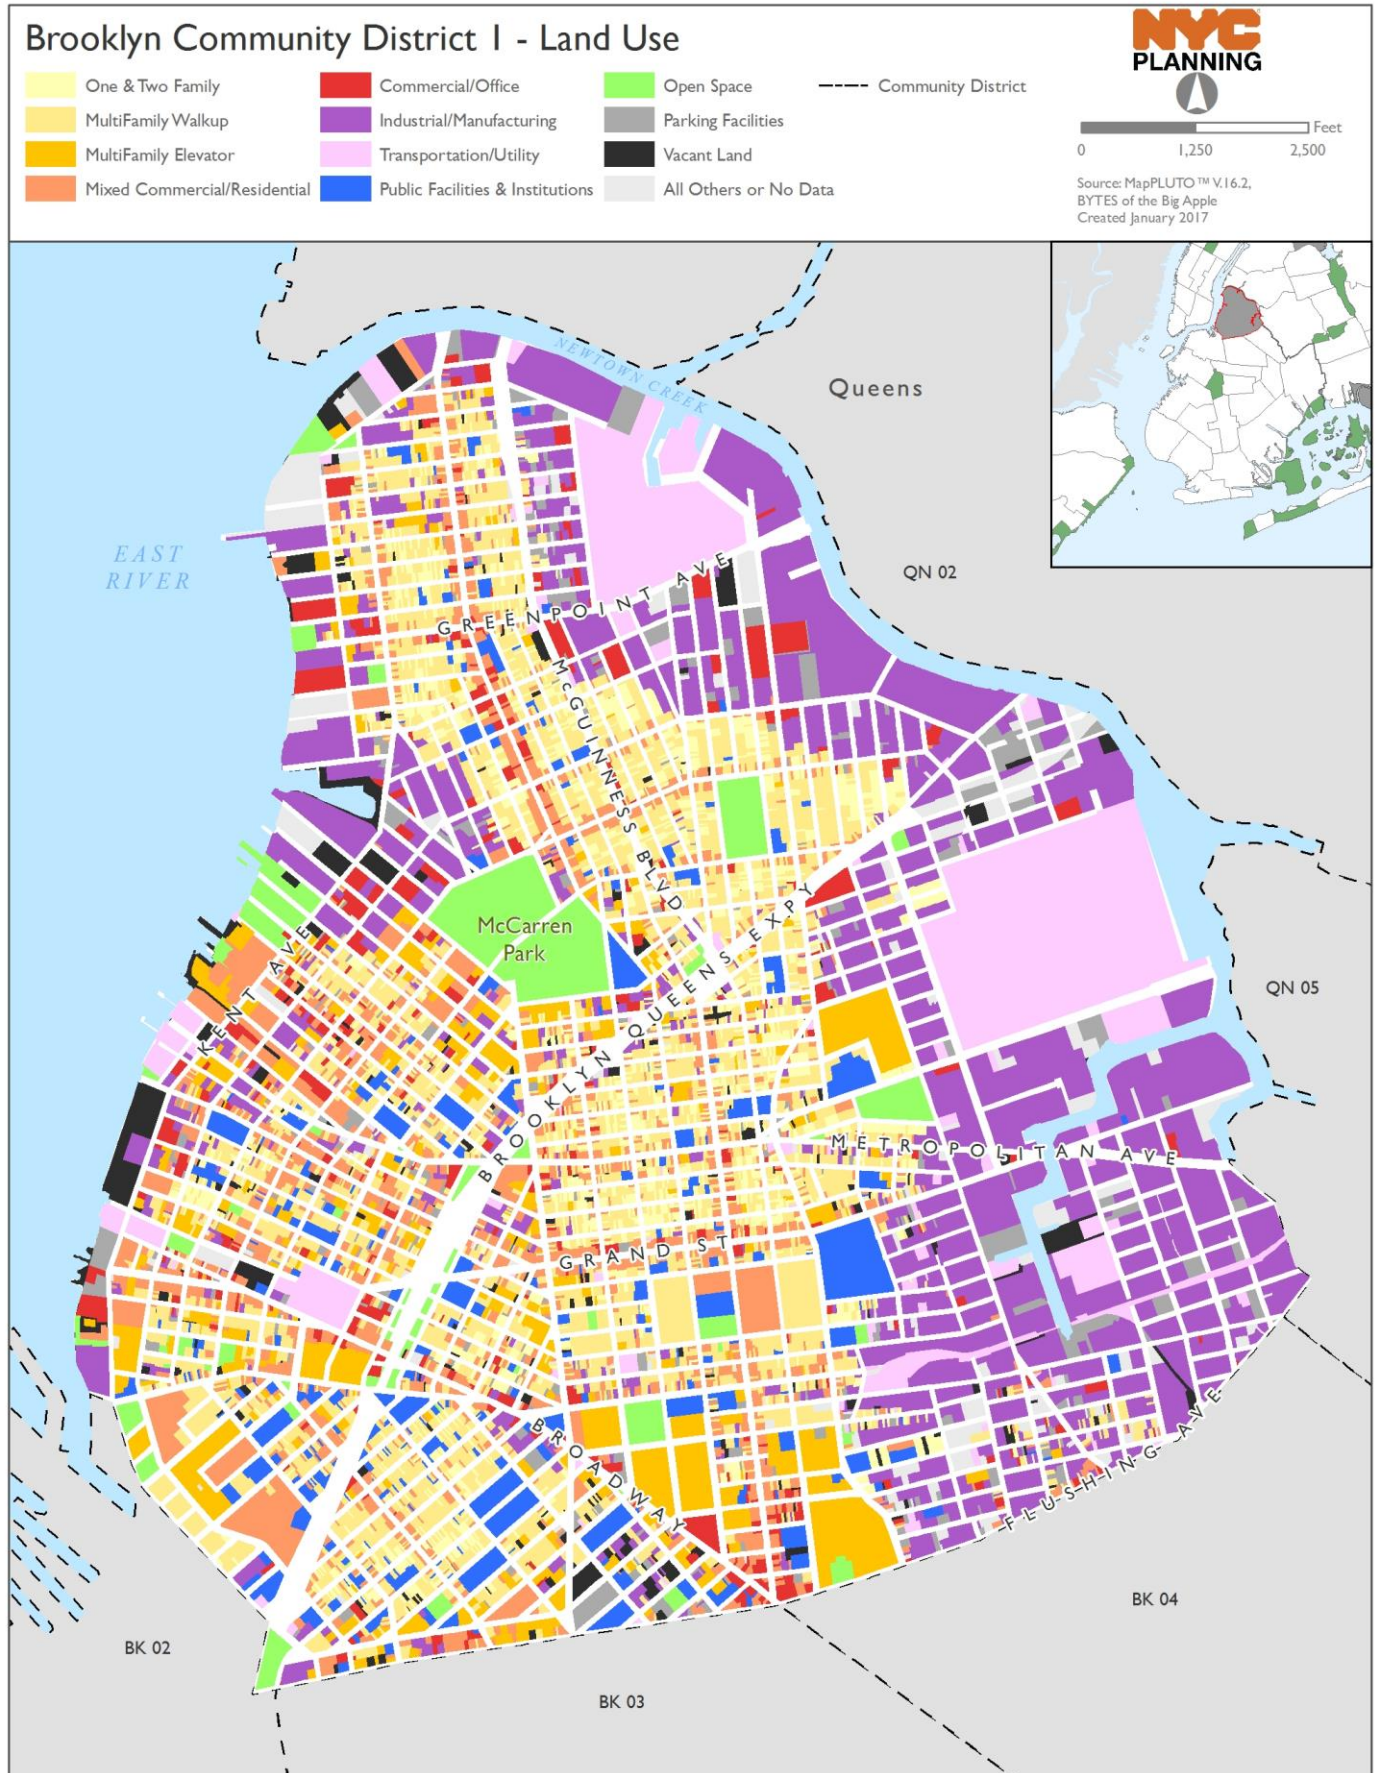 Brooklyn Community District 1 - Land Use
One & Two Family
MultiFamily Walkup
MultiFamily Elevator
Mixed Commercial/Residential
Commercial/Office
Industrial/Manufacturing
Transportation/Utility
Public Facilities & Institutions
Open Space
Parking Facilities
Vacant Land
All Others or No Data
Community District
NYC
PLANNING
Feet
0 1,250 2,500
Source: MapPLUTO™ V.16.2,
BYTES of the Big Apple
Created January 2017
NEWTOWN CREEK
Queens
EAST
RIVER
QN 02
GREENPOINT AVE
McGUINNESS BLVD
McCarren
Park
KENT AVE
BROOKLYN QUEENS EXPY
QN 05
METROPOLITAN AVE
GRAND ST
BROADWAY
FLUSHING AVE
BK 04
BK 02
BK 03